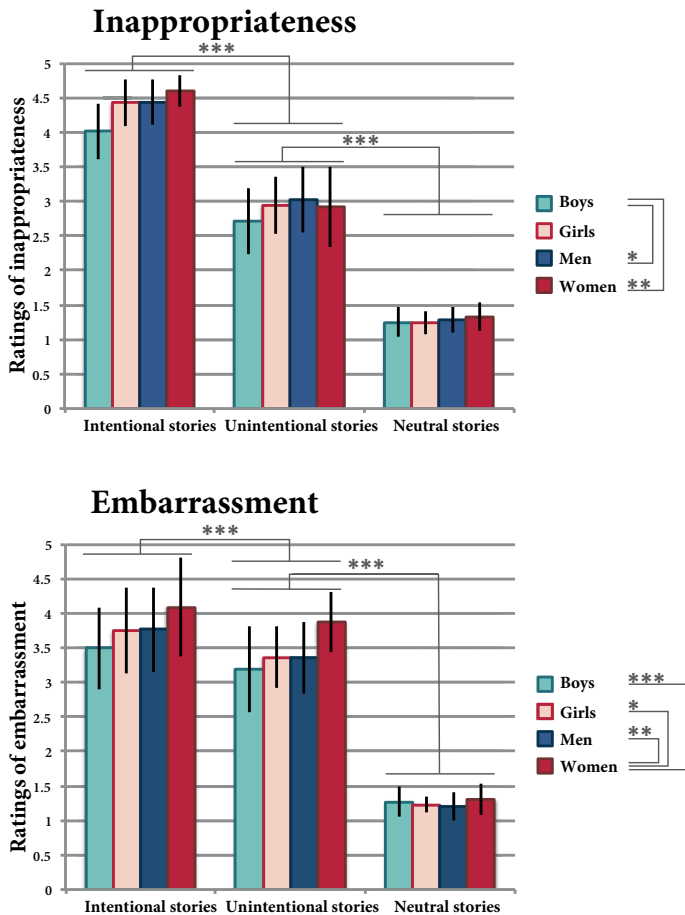 Inappropriateness
***
5
4.5
4
3.5
3
2.5
2
1.5
1
0.5
0
Ratings of inappropriateness
***
Intentional stories Unintentional stories Neutral stories
Boys
Girls
Men *
Women **
Embarrassment
***
5
4.5
4
3.5
3
2.5
2
1.5
1
0.5
0
Ratings of embarrassment
***
Intentional stories Unintentional stories Neutral stories
Boys ***
Girls *
Men **
Women